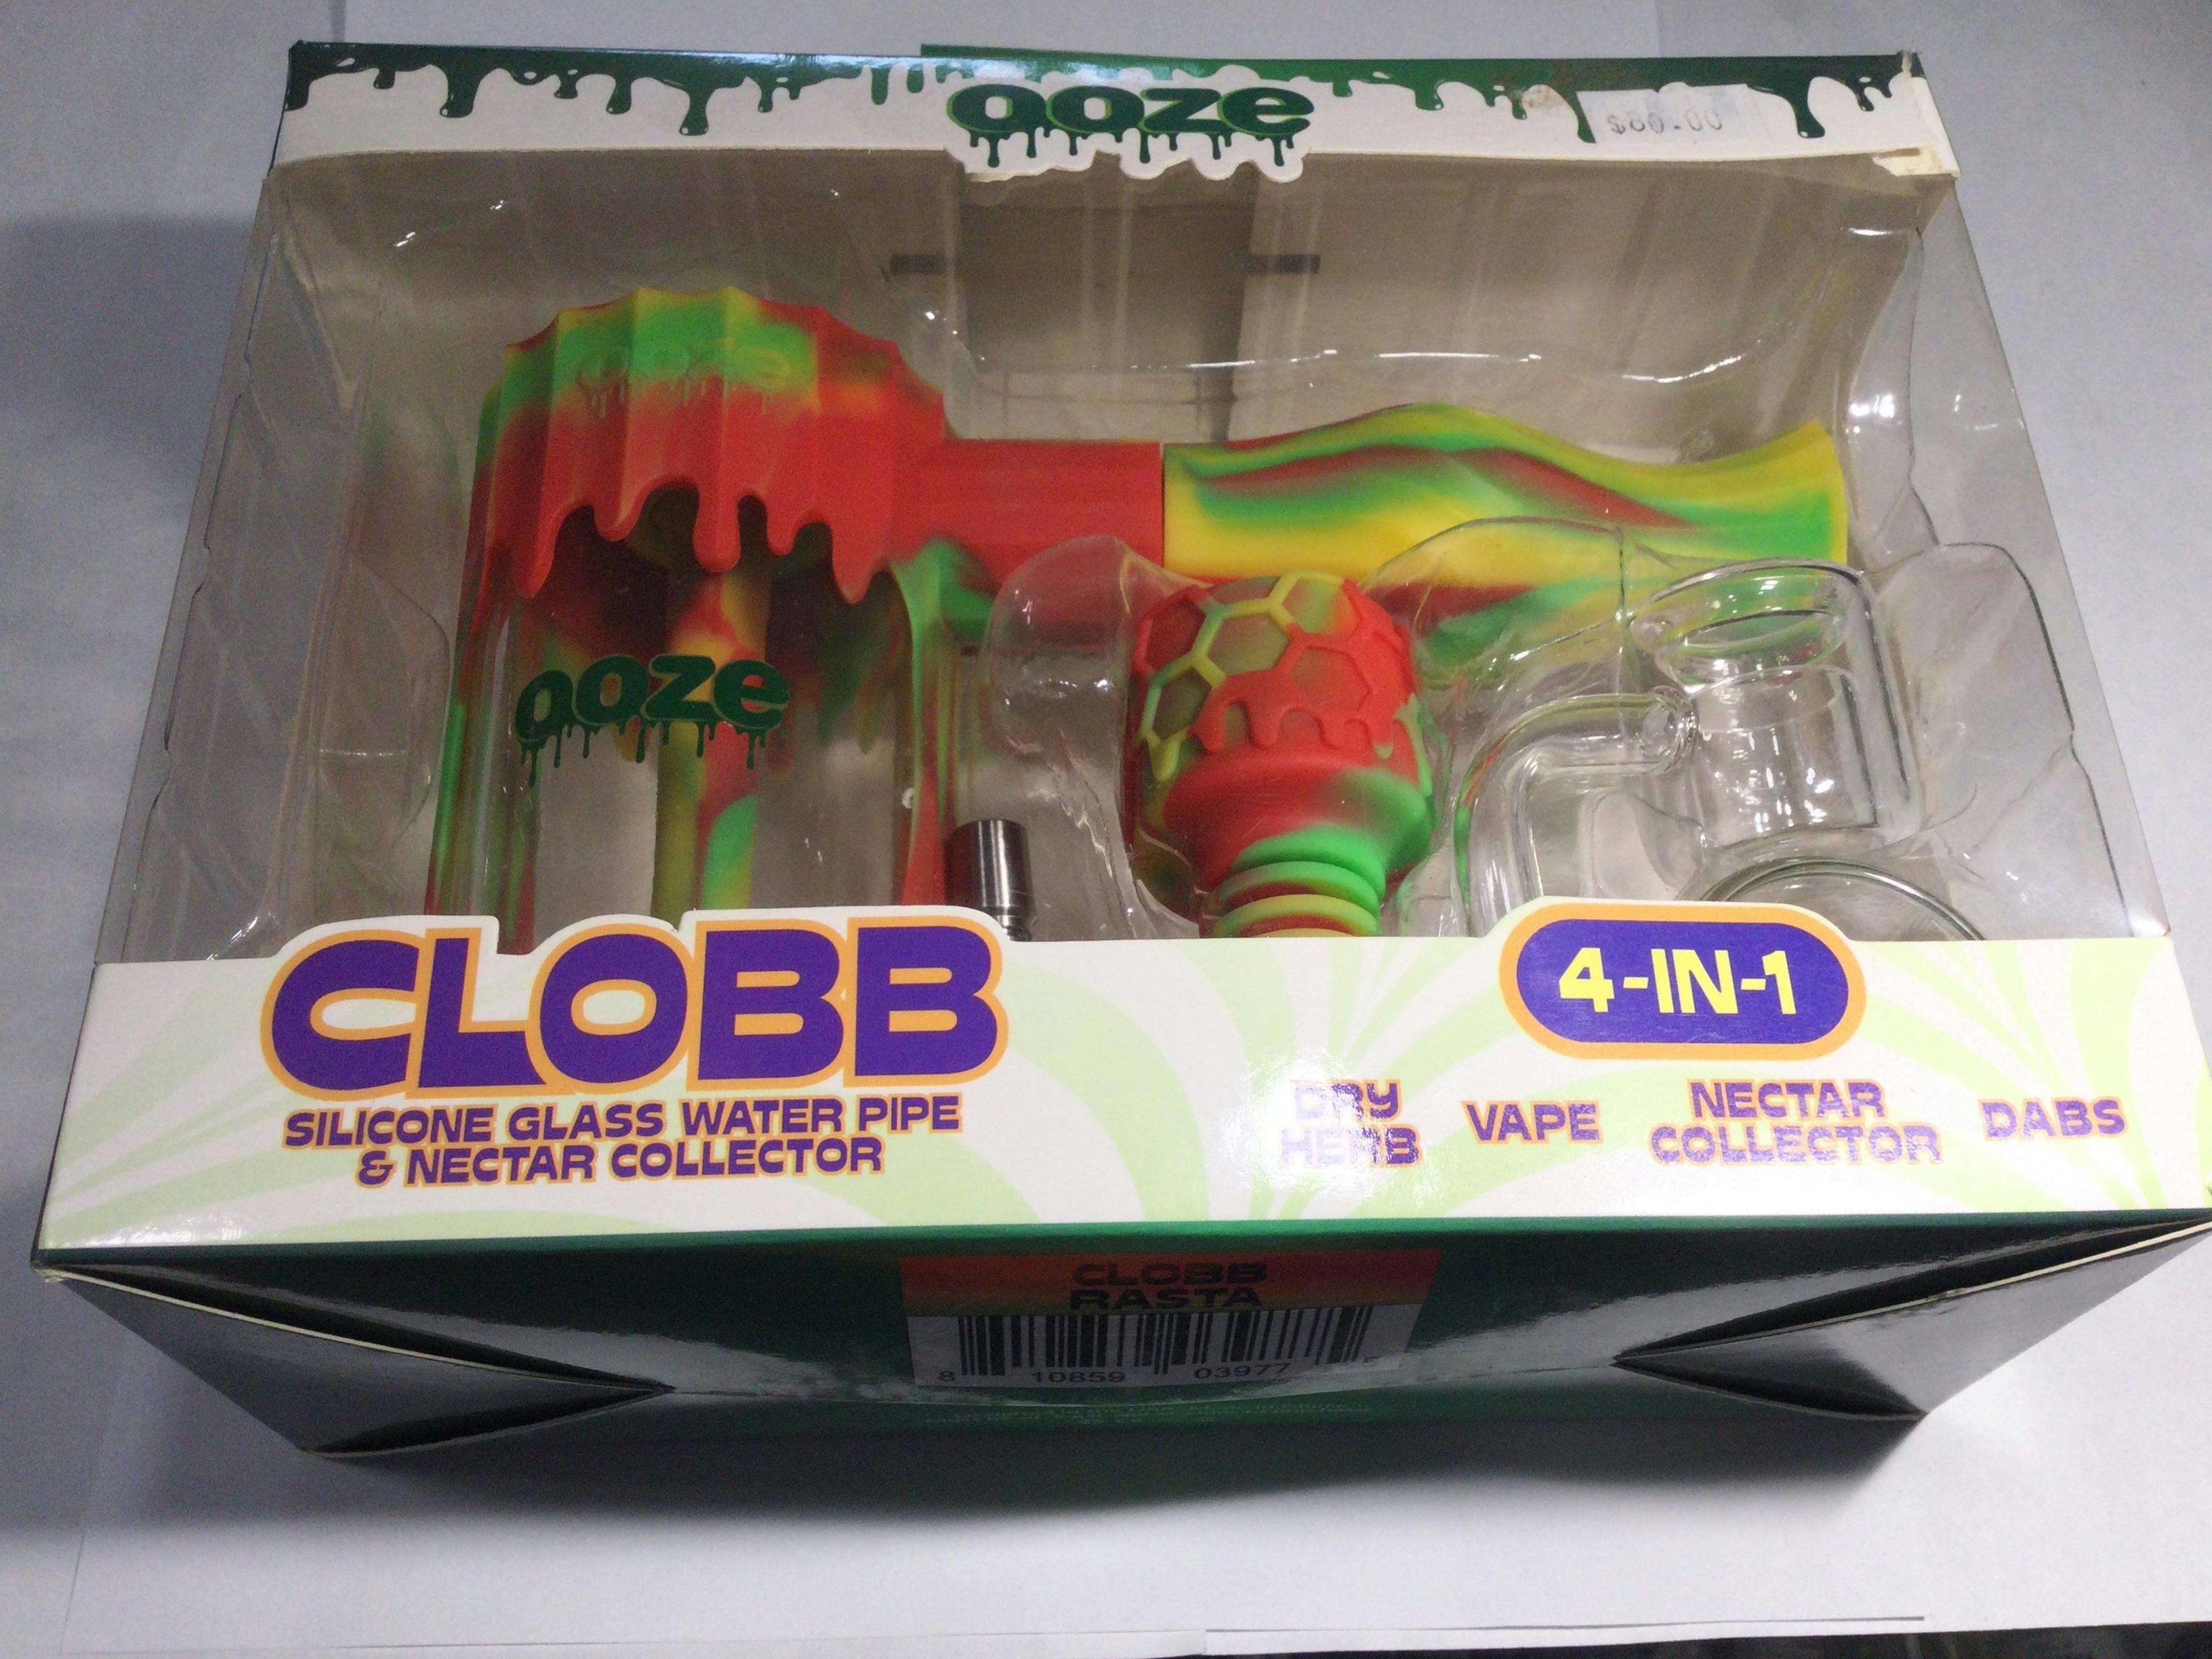 ooze
$80.00
ooze
ooze
CLOBB
SILICONE GLASS WATER PIPE
& NECTAR COLLECTOR
4-IN-1
DRY
HERB
VAPE
NECTAR
COLLECTOR
DABS
CLOBB
RASTA
8 10859 03977